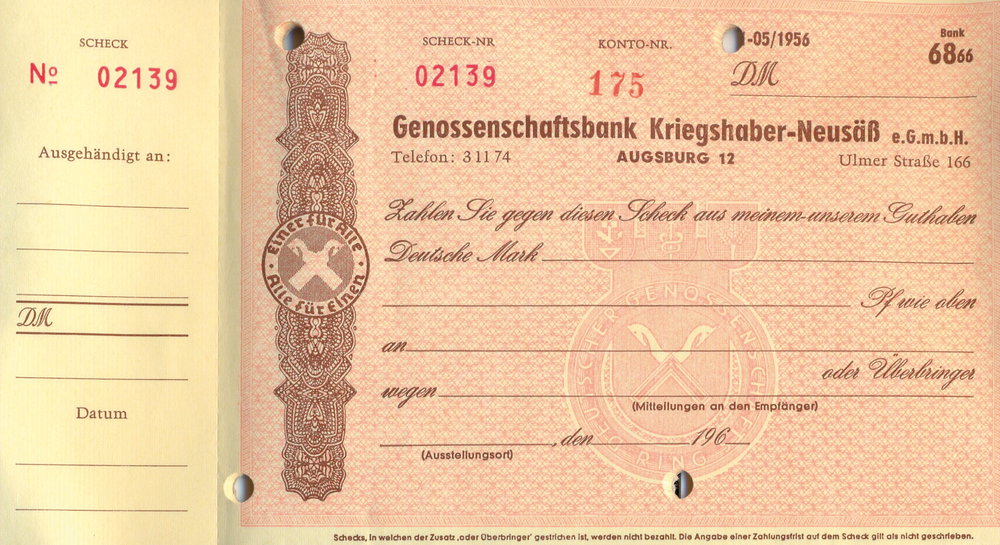 SCHECK
№ 02139
Ausgehändigt an:
DM
Datum
SCHECK-NR
02139
KONTO-NR.
175
-05/1956
DM
Bank
6866
Genossenschaftsbank Kriegshaber-Neusäß e.G.m.b.H.
Telefon: 31174 AUGSBURG 12 Ulmer Straße 166
Einer für Alle
Alle für Einen
Zahlen Sie gegen diesen Scheck aus meinem-unserem Guthaben
Deutsche Mark
Pf wie oben
an
oder Überbringer
wegen
(Mitteilungen an den Empfänger)
, den 196
(Ausstellungsort)
DEUTSCHER GENOSSENSCHAFTSRING
Schecks, in welchen der Zusatz „oder Überbringer" gestrichen ist, werden nicht bezahlt. Die Angabe einer Zahlungsfrist auf dem Scheck gilt als nicht geschrieben.